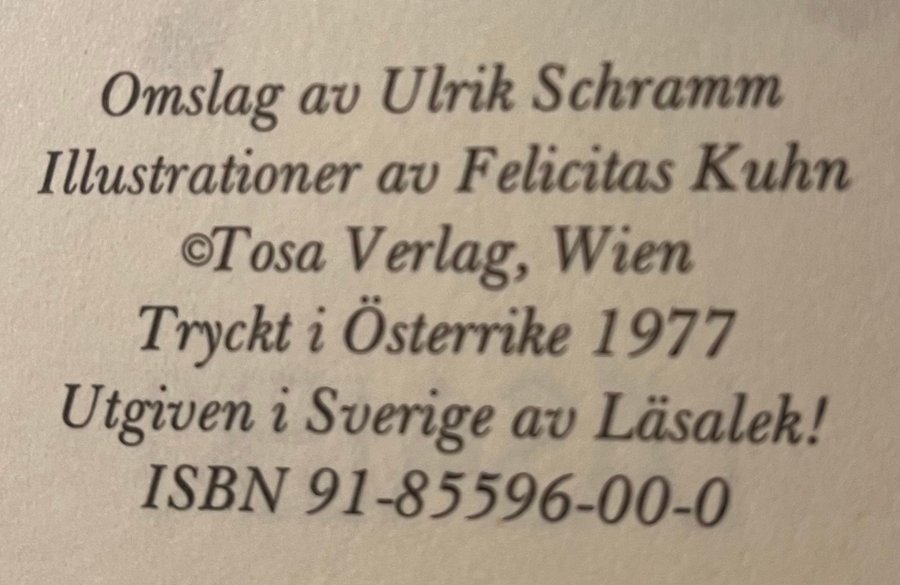 Omslag av Ulrik Schramm
Illustrationer av Felicitas Kuhn
©Tosa Verlag, Wien
Tryckt i Österrike 1977
Utgiven i Sverige av Läsalek!
ISBN 91-85596-00-0